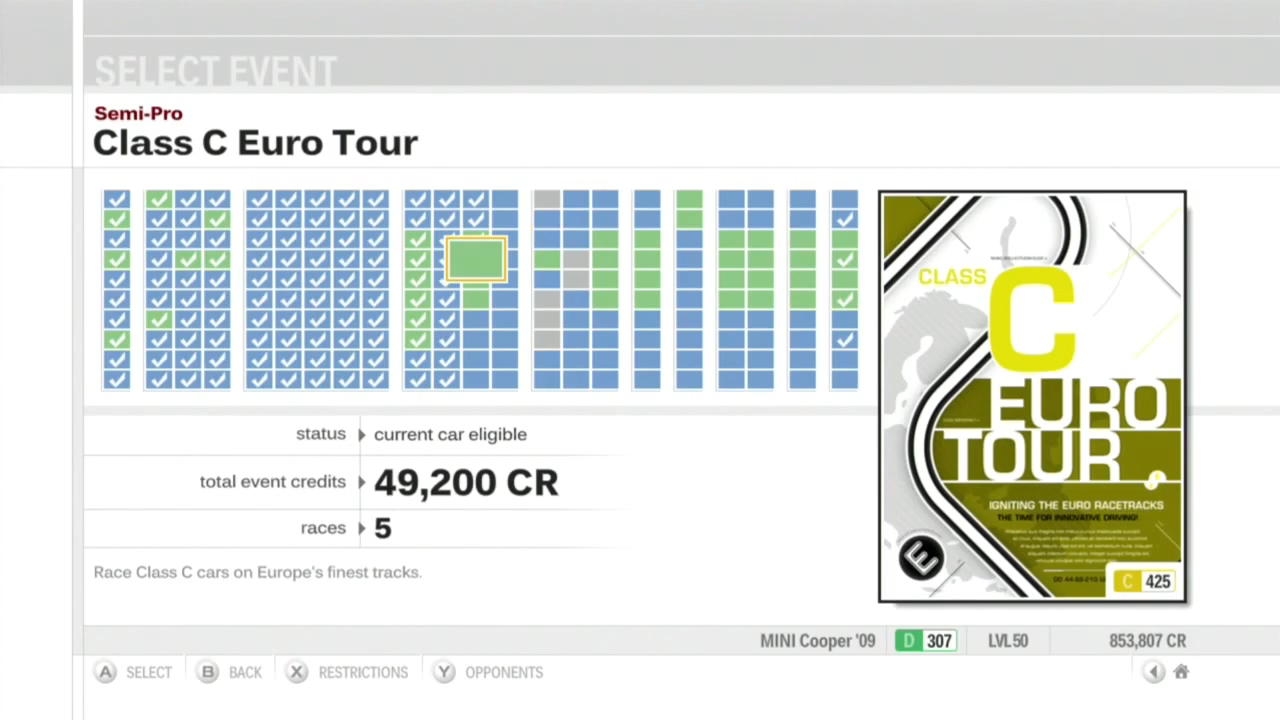 SELECT EVENT
Semi-Pro
Class C Euro Tour
CLASS
C
EURO
TOUR
IGNITING THE EURO RACETRACKS
THE TIME FOR INNOVATIVE DRIVING!
E
C 425
status current car eligible
total event credits 49,200 CR
races 5
Race Class C cars on Europe's finest tracks.
MINI Cooper '09 D 307 LVL50 853,807 CR
A SELECT B BACK X RESTRICTIONS Y OPPONENTS